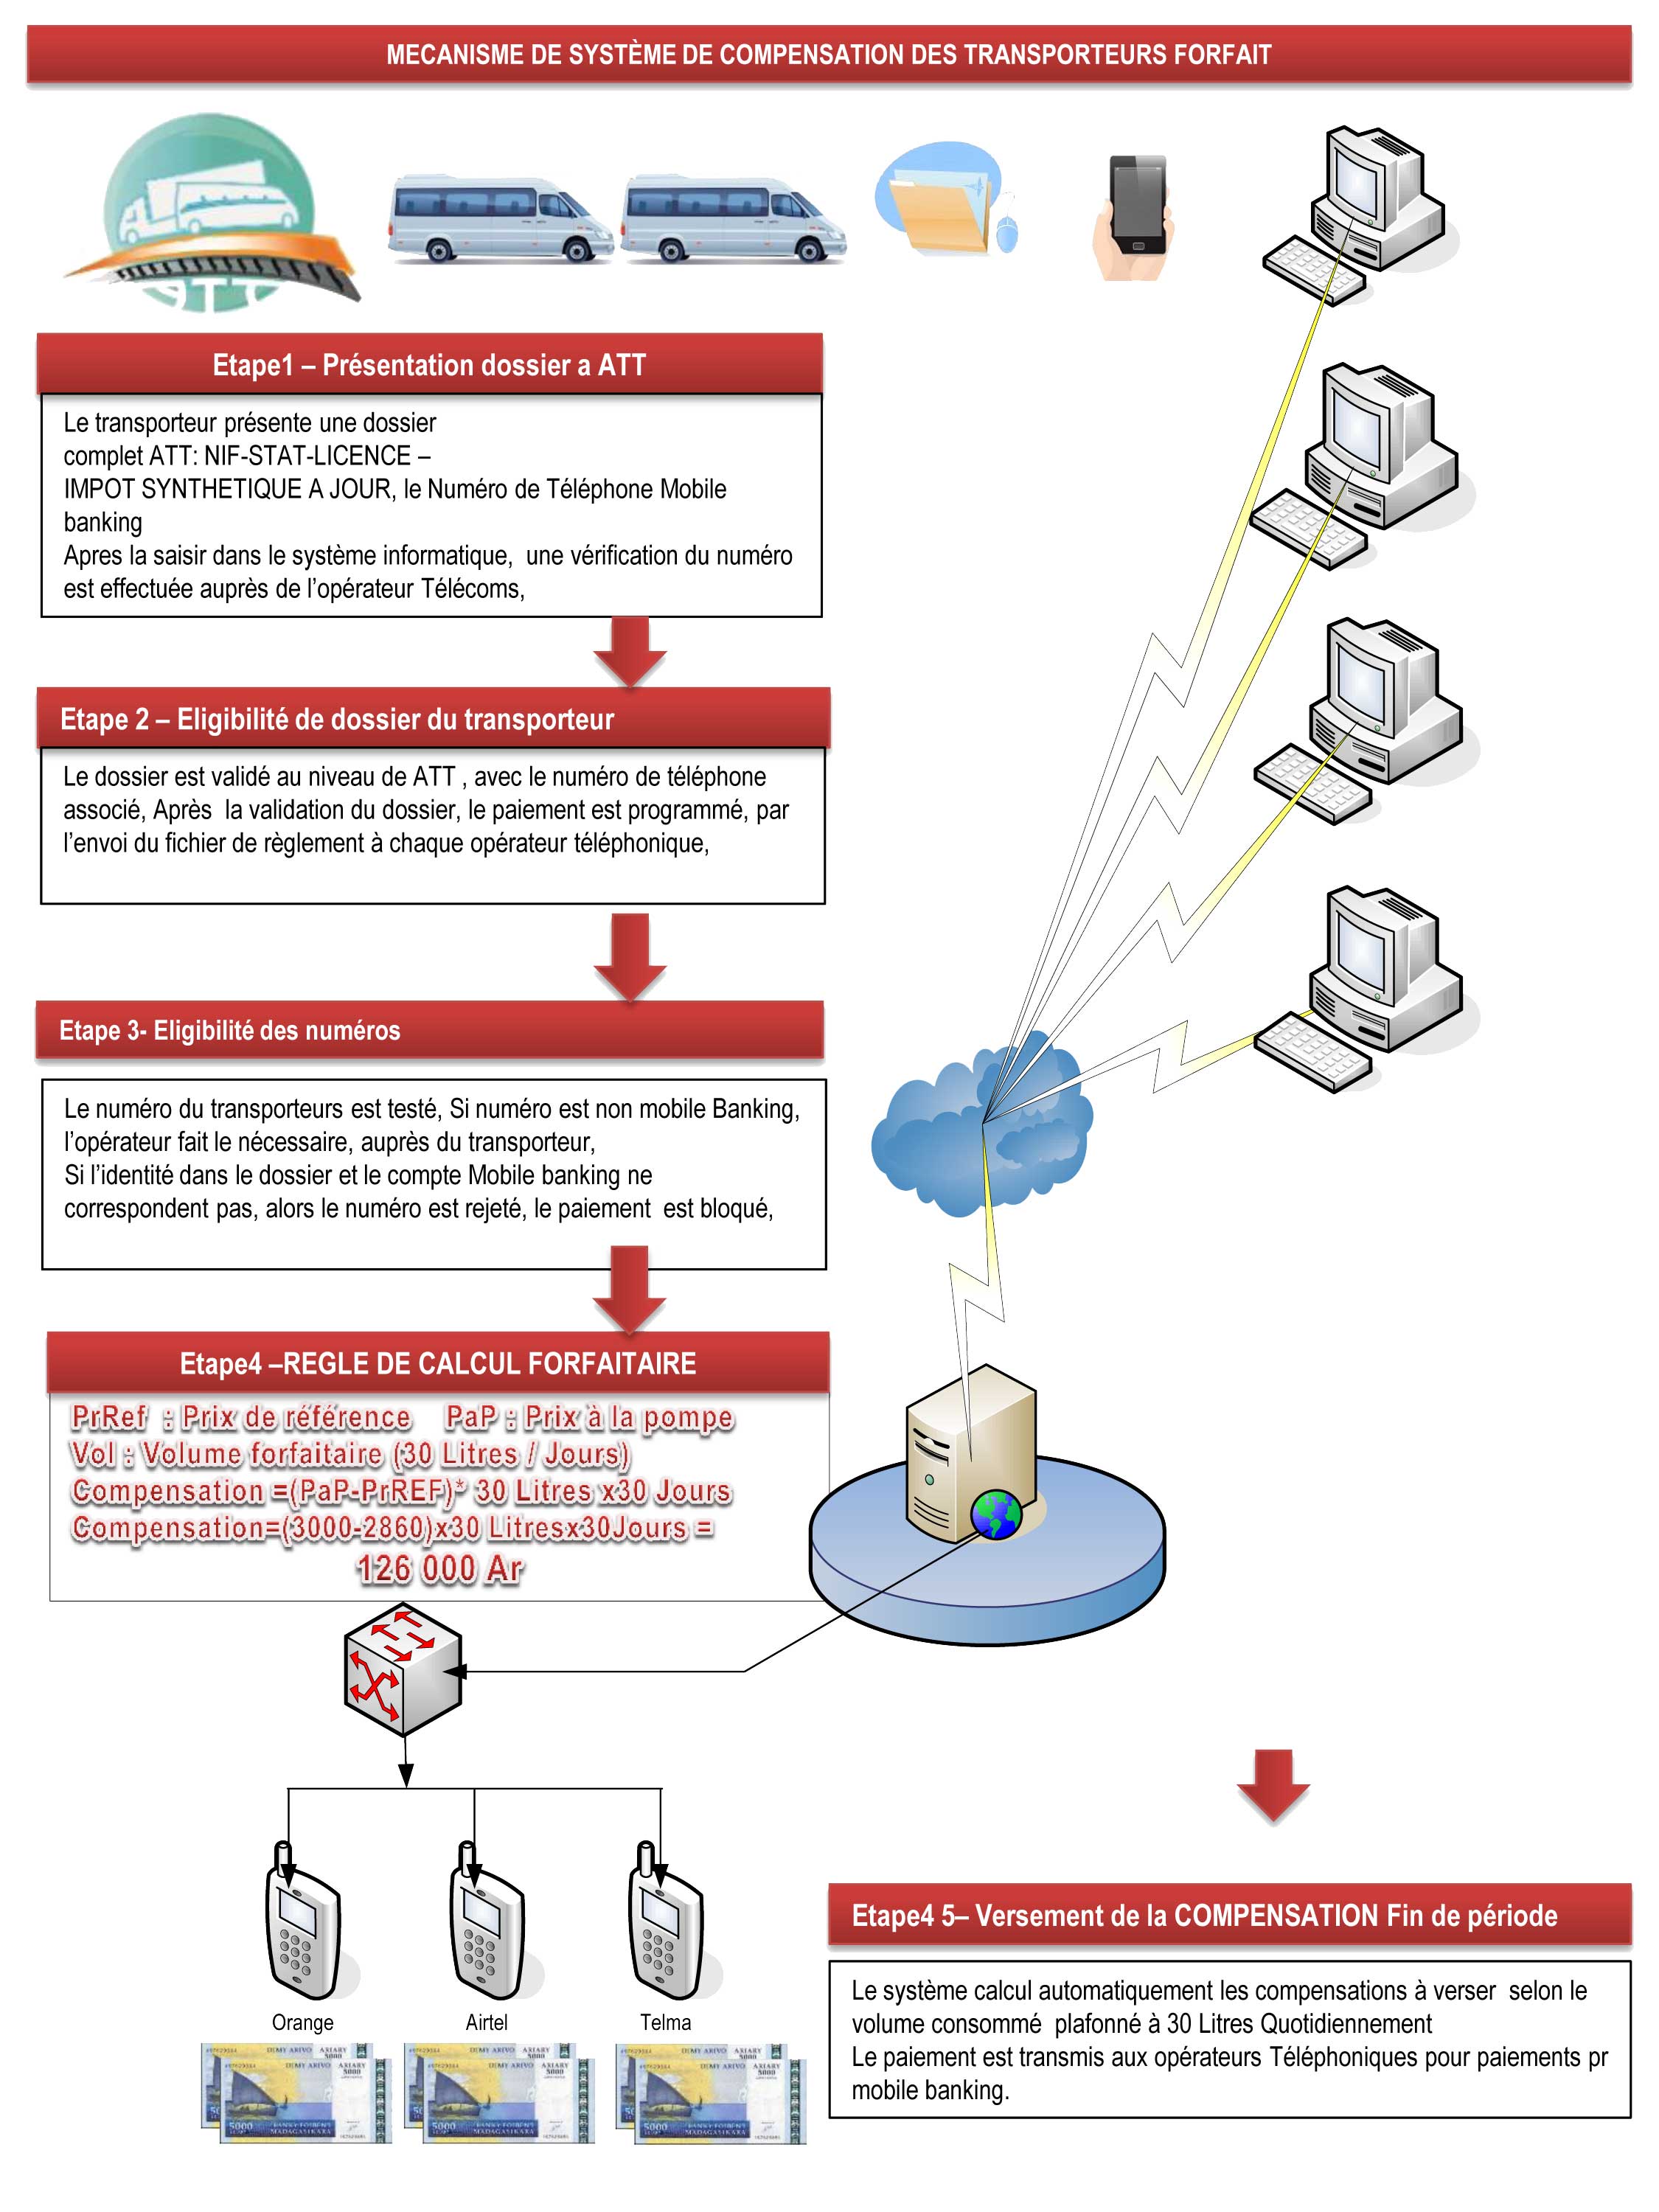 MECANISME DE SYSTÈME DE COMPENSATION DES TRANSPORTEURS FORFAIT
Etape1 – Présentation dossier a ATT
Le transporteur présente une dossier
complet ATT: NIF-STAT-LICENCE –
IMPOT SYNTHETIQUE A JOUR, le Numéro de Téléphone Mobile
banking
Apres la saisir dans le système informatique, une vérification du numéro
est effectuée auprès de l’opérateur Télécoms,
Etape 2 – Eligibilité de dossier du transporteur
Le dossier est validé au niveau de ATT , avec le numéro de téléphone
associé, Après la validation du dossier, le paiement est programmé, par
l’envoi du fichier de règlement à chaque opérateur téléphonique,
Etape 3- Eligibilité des numéros
Le numéro du transporteurs est testé, Si numéro est non mobile Banking,
l’opérateur fait le nécessaire, auprès du transporteur,
Si l’identité dans le dossier et le compte Mobile banking ne
correspondent pas, alors le numéro est rejeté, le paiement est bloqué,
Etape4 –REGLE DE CALCUL FORFAITAIRE
PrRef : Prix de référence PaP : Prix à la pompe
Vol : Volume forfaitaire (30 Litres / Jours)
Compensation =(PaP-PrREF)* 30 Litres x30 Jours
Compensation=(3000-2860)x30 Litresx30Jours =
126 000 Ar
Orange Airtel Telma
Etape4 5– Versement de la COMPENSATION Fin de période
Le système calcul automatiquement les compensations à verser selon le
volume consommé plafonné à 30 Litres Quotidiennement
Le paiement est transmis aux opérateurs Téléphoniques pour paiements pr
mobile banking.